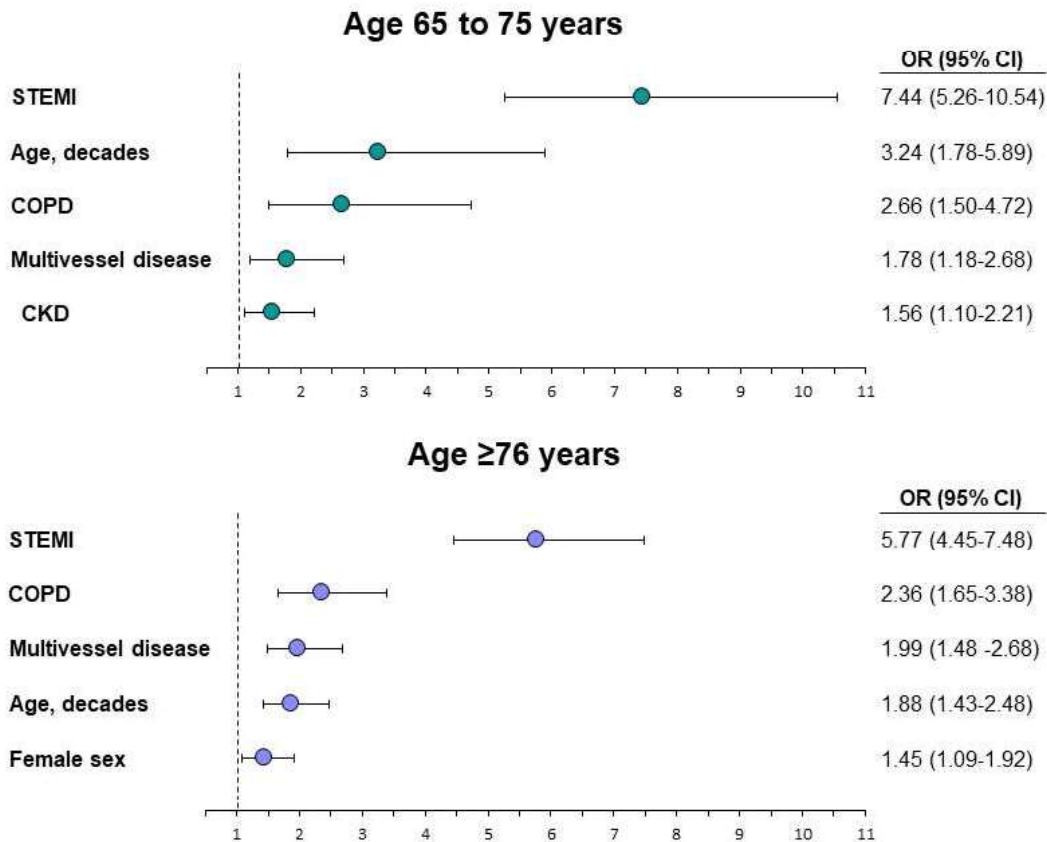 Age 65 to 75 years
OR (95% CI)
STEMI 7.44 (5.26-10.54)
Age, decades 3.24 (1.78-5.89)
COPD 2.66 (1.50-4.72)
Multivessel disease 1.78 (1.18-2.68)
CKD 1.56 (1.10-2.21)
1 2 3 4 5 6 7 8 9 10 11
Age ≥76 years
OR (95% CI)
STEMI 5.77 (4.45-7.48)
COPD 2.36 (1.65-3.38)
Multivessel disease 1.99 (1.48 -2.68)
Age, decades 1.88 (1.43-2.48)
Female sex 1.45 (1.09-1.92)
1 2 3 4 5 6 7 8 9 10 11